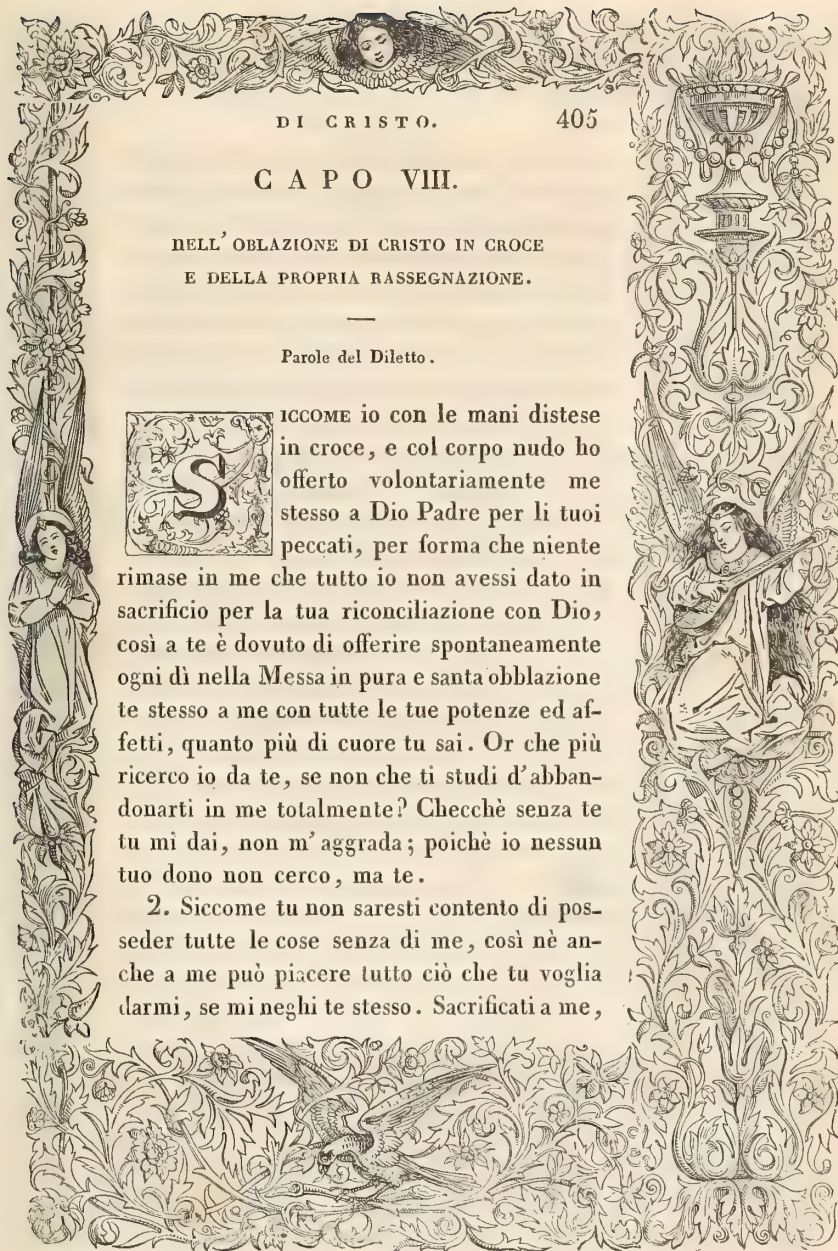 DI CRISTO. 405
CAPO VIII.
NELL' OBLAZIONE DI CRISTO IN CROCE
E DELLA PROPRIA RASSEGNAZIONE.
Parole del Diletto.
SICCOME io con le mani distese
in croce, e col corpo nudo ho
offerto volontariamente me
stesso a Dio Padre per li tuoi
peccati, per forma che niente
rimase in me che tutto io non avessi dato in
sacrificio per la tua riconciliazione con Dio,
così a te è dovuto di offerire spontaneamente
ogni dì nella Messa in pura e santa obblazione
te stesso a me con tutte le tue potenze ed af-
fetti, quanto più di cuore tu sai. Or che più
ricerco io da te, se non che ti studi d'abban-
donarti in me totalmente? Checchè senza te
tu mi dai, non m'aggrada; poichè io nessun
tuo dono non cerco, ma te.
2. Siccome tu non saresti contento di pos-
seder tutte le cose senza di me, così nè an-
che a me può piacere tutto ciò che tu voglia
darmi, se mi neghi te stesso. Sacrificati a me,